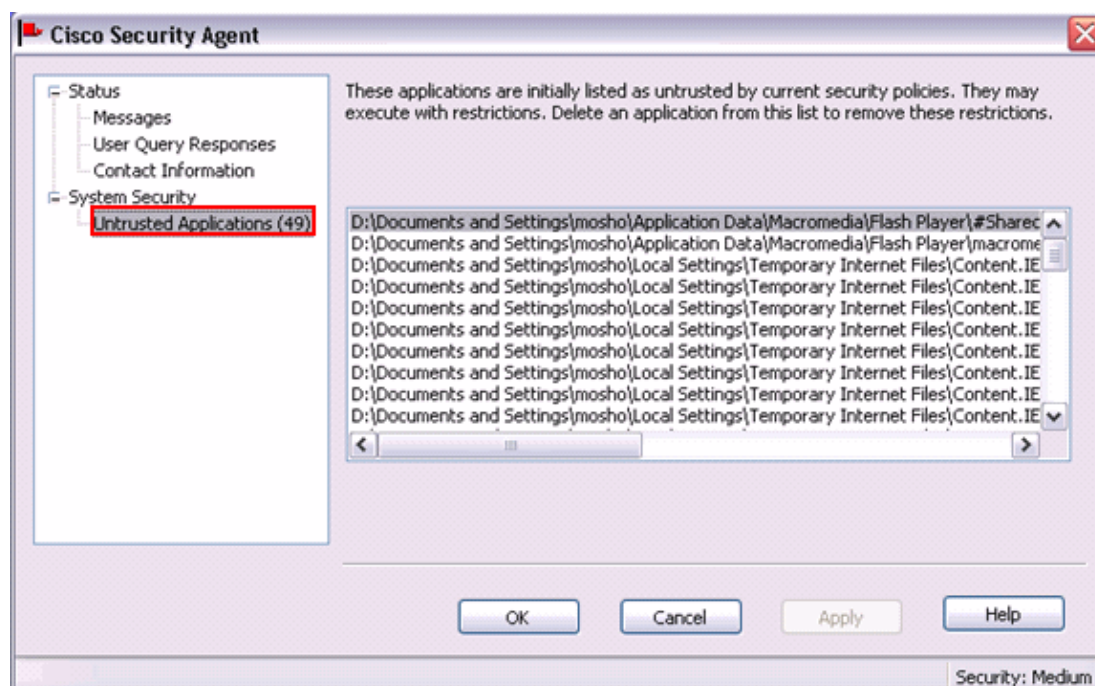 Cisco Security Agent
Status
Messages
User Query Responses
Contact Information
System Security
Untrusted Applications (49)
These applications are initially listed as untrusted by current security policies. They may
execute with restrictions. Delete an application from this list to remove these restrictions.
D:\Documents and Settings\mosho\Application Data\Macromedia\Flash Player\#Sharec
D:\Documents and Settings\mosho\Application Data\Macromedia\Flash Player\macrome
D:\Documents and Settings\mosho\Local Settings\Temporary Internet Files\Content.IE
D:\Documents and Settings\mosho\Local Settings\Temporary Internet Files\Content.IE
D:\Documents and Settings\mosho\Local Settings\Temporary Internet Files\Content.IE
D:\Documents and Settings\mosho\Local Settings\Temporary Internet Files\Content.IE
D:\Documents and Settings\mosho\Local Settings\Temporary Internet Files\Content.IE
D:\Documents and Settings\mosho\Local Settings\Temporary Internet Files\Content.IE
D:\Documents and Settings\mosho\Local Settings\Temporary Internet Files\Content.IE
D:\Documents and Settings\mosho\Local Settings\Temporary Internet Files\Content.IE
OK
Cancel
Apply
Help
Security: Medium